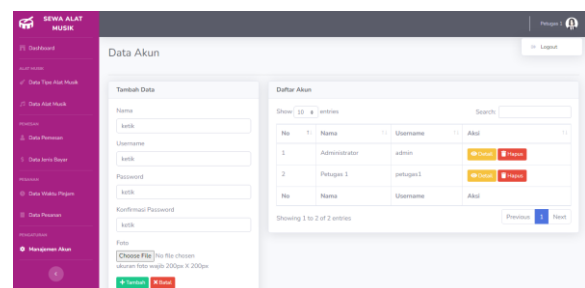 SEWA ALAT
MUSIK
Petugas 1
Dashboard
Logout
Data Akun
ALAT MUSIK
Data Tipe Alat Musik
Data Alat Musik
Data Pemesan
Data Jenis Bayar
Data Waktu Pinjam
Data Pesanan
PENGATURAN
Manajemen Akun
Tambah Data
Nama
ketik
Username
ketik
Password
ketik
Konfirmasi Password
ketik
Foto
Choose File No file chosen
ukuran foto wajib 200px X 200px
Tambah Batal
Daftar Akun
Show 10 entries Search:
No Nama Username Aksi
1 Administrator admin Detail Hapus
2 Petugas 1 petugas1 Detail Hapus
No Nama Username Aksi
Showing 1 to 2 of 2 entries Previous 1 Next